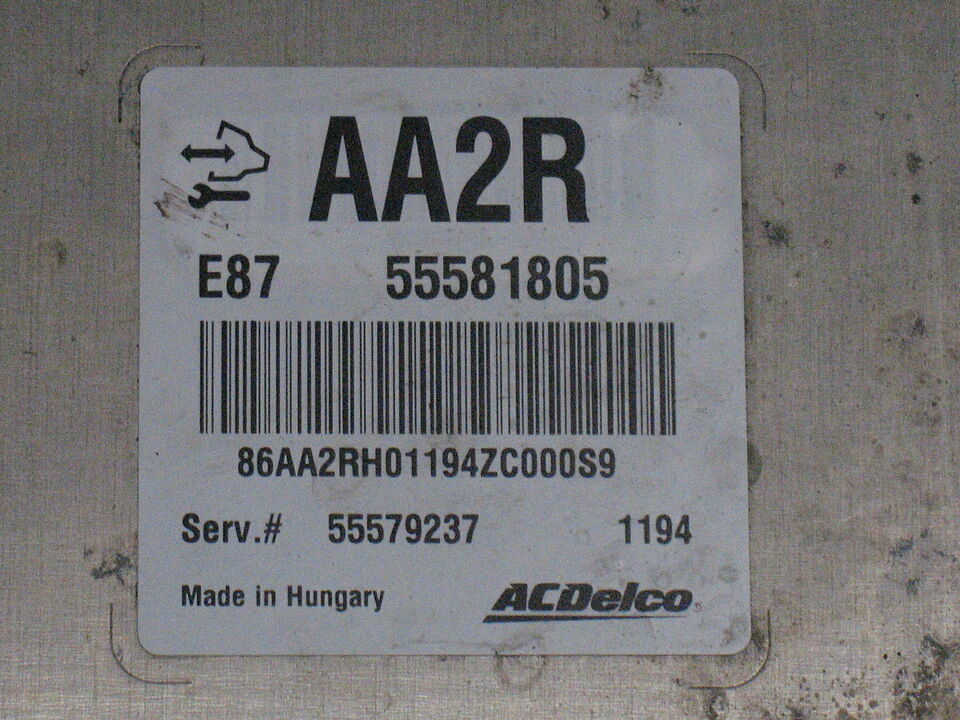 AA2R
E87 55581805
86AA2RH01194ZC000S9
Serv.# 55579237 1194
Made in Hungary ACDelco